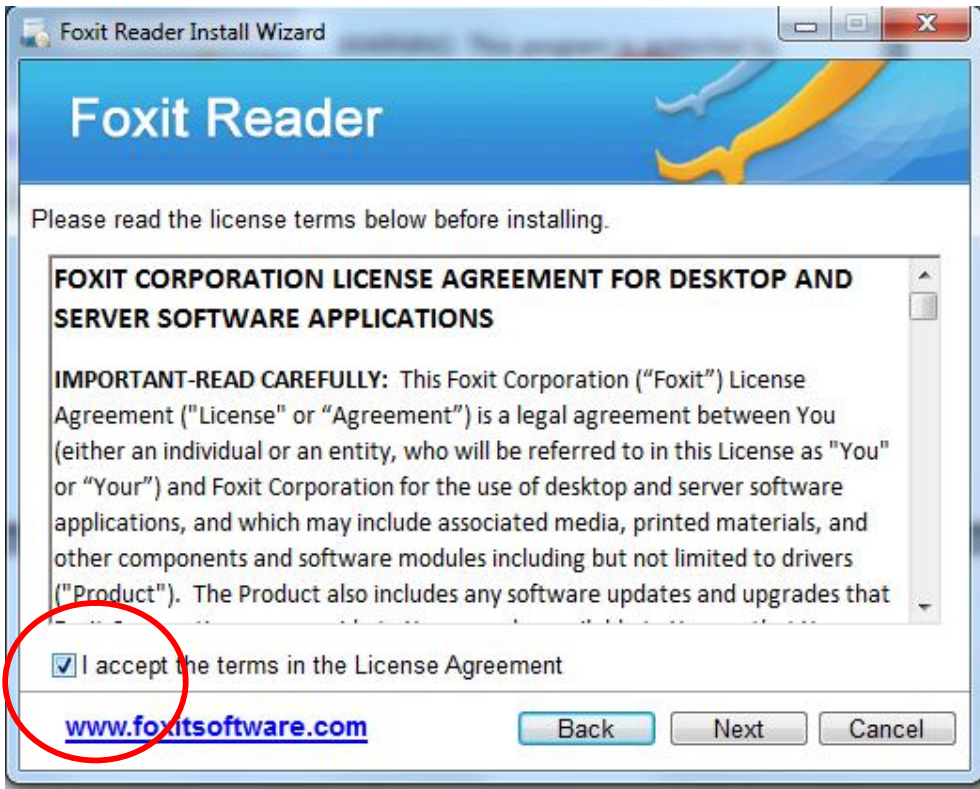 Foxit Reader Install Wizard
Foxit Reader
Please read the license terms below before installing.
FOXIT CORPORATION LICENSE AGREEMENT FOR DESKTOP AND
SERVER SOFTWARE APPLICATIONS
IMPORTANT-READ CAREFULLY:  This Foxit Corporation (“Foxit”) License
Agreement ("License" or “Agreement”) is a legal agreement between You
(either an individual or an entity, who will be referred to in this License as "You"
or “Your”) and Foxit Corporation for the use of desktop and server software
applications, and which may include associated media, printed materials, and
other components and software modules including but not limited to drivers
("Product").  The Product also includes any software updates and upgrades that
I accept the terms in the License Agreement
www.foxitsoftware.com
Back
Next
Cancel